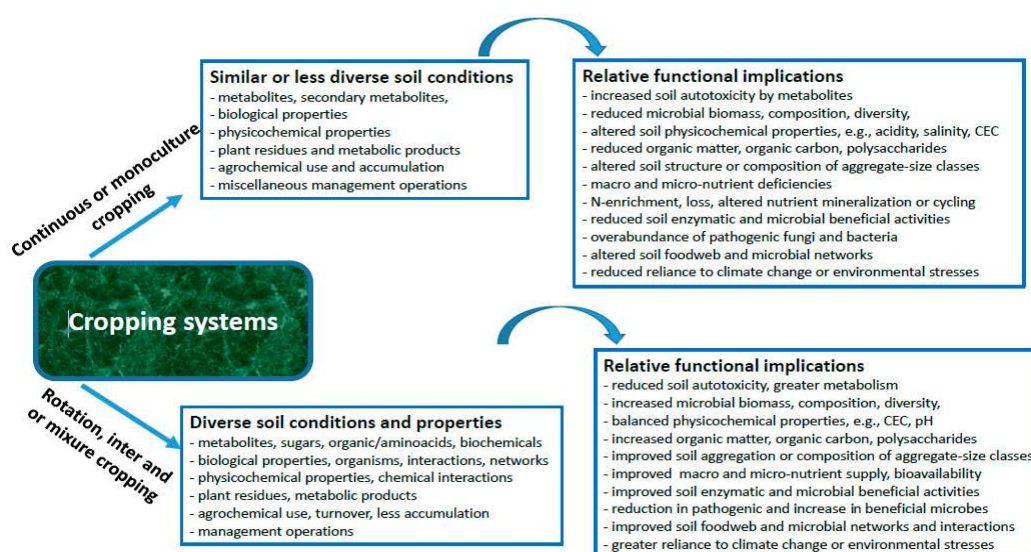 Similar or less diverse soil conditions
- metabolites, secondary metabolites,
- biological properties
- physicochemical properties
- plant residues and metabolic products
- agrochemical use and accumulation
- miscellaneous management operations
Relative functional implications
- increased soil autotoxicity by metabolites
- reduced microbial biomass, composition, diversity,
- altered soil physicochemical properties, e.g., acidity, salinity, CEC
- reduced organic matter, organic carbon, polysaccharides
- altered soil structure or composition of aggregate-size classes
- macro and micro-nutrient deficiencies
- N-enrichment, loss, altered nutrient mineralization or cycling
- reduced soil enzymatic and microbial beneficial activities
- overabundance of pathogenic fungi and bacteria
- altered soil foodweb and microbial networks
- reduced reliance to climate change or environmental stresses
Continuous or monoculture
cropping
Cropping systems
Rotation, inter and
or mixture cropping
Diverse soil conditions and properties
- metabolites, sugars, organic/aminoacids, biochemicals
- biological properties, organisms, interactions, networks
- physicochemical properties, chemical interactions
- plant residues, metabolic products
- agrochemical use, turnover, less accumulation
- management operations
Relative functional implications
- reduced soil autotoxicity, greater metabolism
- increased microbial biomass, composition, diversity,
- balanced physicochemical properties, e.g., CEC, pH
- increased organic matter, organic carbon, polysaccharides
- improved soil aggregation or composition of aggregate-size classes
- improved macro and micro-nutrient supply, bioavailability
- improved soil enzymatic and microbial beneficial activities
- reduction in pathogenic and increase in beneficial microbes
- improved soil foodweb and microbial networks and interactions
- greater reliance to climate change or environmental stresses